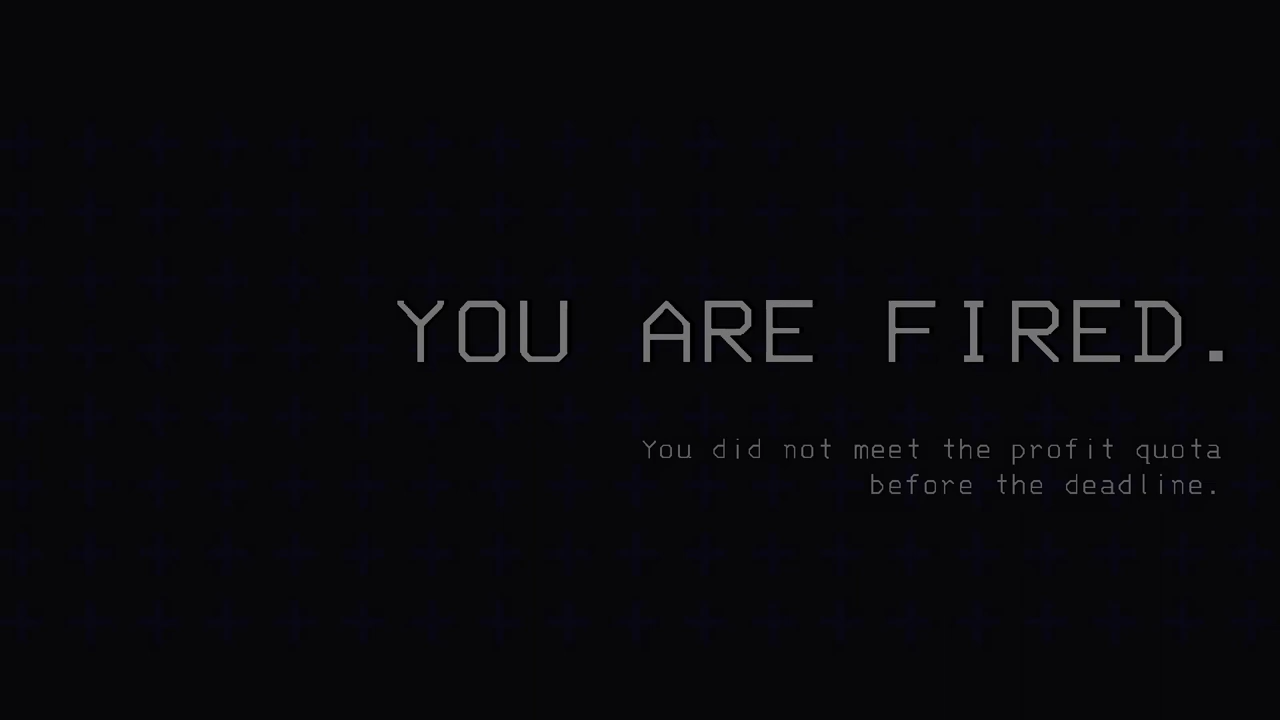 YOU ARE FIRED.
You did not meet the profit quota
before the deadline.